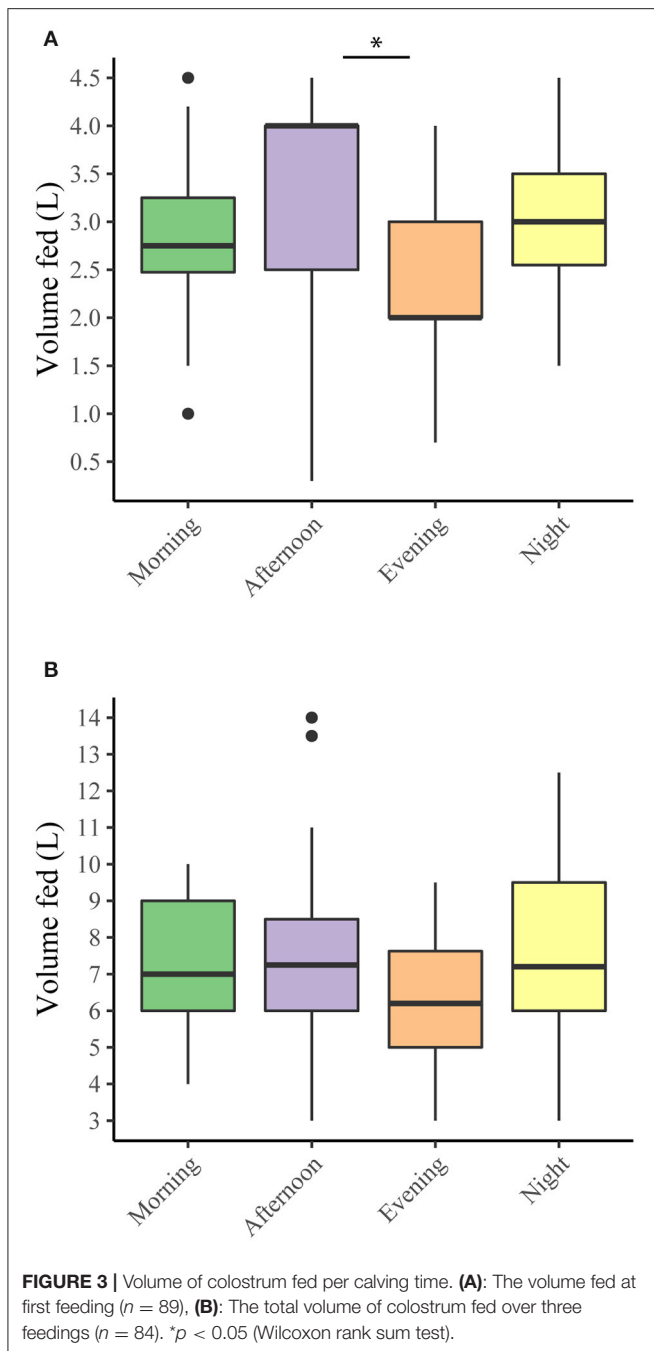 A
*
4.5
4.0
3.5
3.0
2.5
2.0
1.5
1.0
0.5
Volume fed (L)
Morning
Afternoon
Evening
Night
B
14
13
12
11
10
9
8
7
6
5
4
3
Volume fed (L)
Morning
Afternoon
Evening
Night
FIGURE 3 | Volume of colostrum fed per calving time. (A): The volume fed at
first feeding (n = 89), (B): The total volume of colostrum fed over three
feedings (n = 84). *p < 0.05 (Wilcoxon rank sum test).